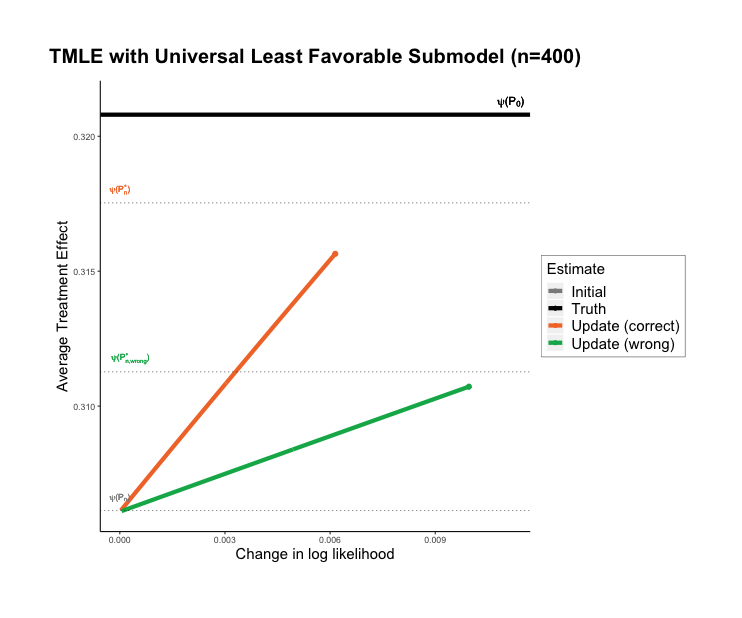 TMLE with Universal Least Favorable Submodel (n=400)
ψ(P₀)
0.320
ψ(Pₙ*)
0.315
ψ(P*ₙ,wrong)
0.310
ψ(Pₙ)
0.000 0.003 0.006 0.009
Change in log likelihood
Average Treatment Effect
Estimate
Initial
Truth
Update (correct)
Update (wrong)